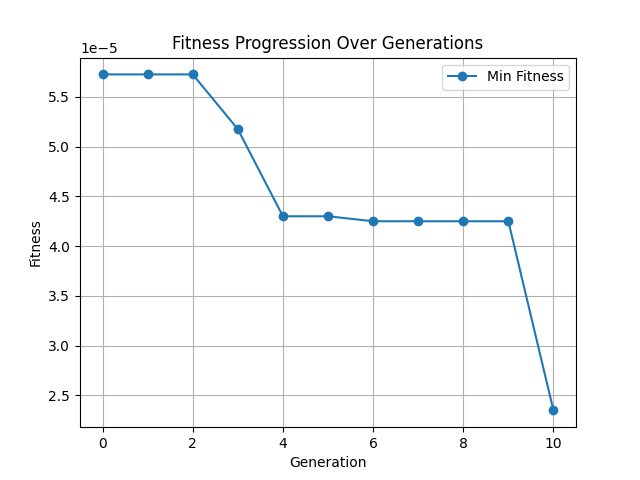 Fitness Progression Over Generations
1e−5
Min Fitness
5.5
5.0
4.5
4.0
3.5
3.0
2.5
Fitness
0 2 4 6 8 10
Generation